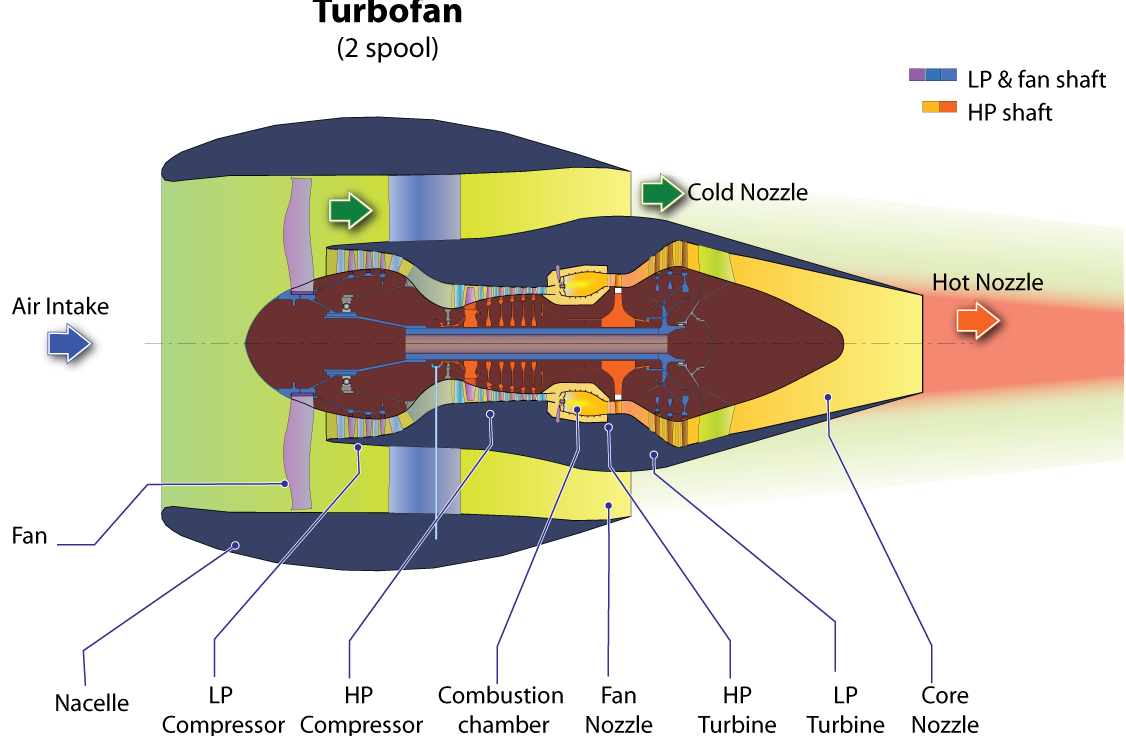 Turbofan
(2 spool)
LP & fan shaft
HP shaft
Cold Nozzle
Hot Nozzle
Air Intake
Fan
Nacelle
LP
Compressor
HP
Compressor
Combustion
chamber
Fan
Nozzle
HP
Turbine
LP
Turbine
Core
Nozzle